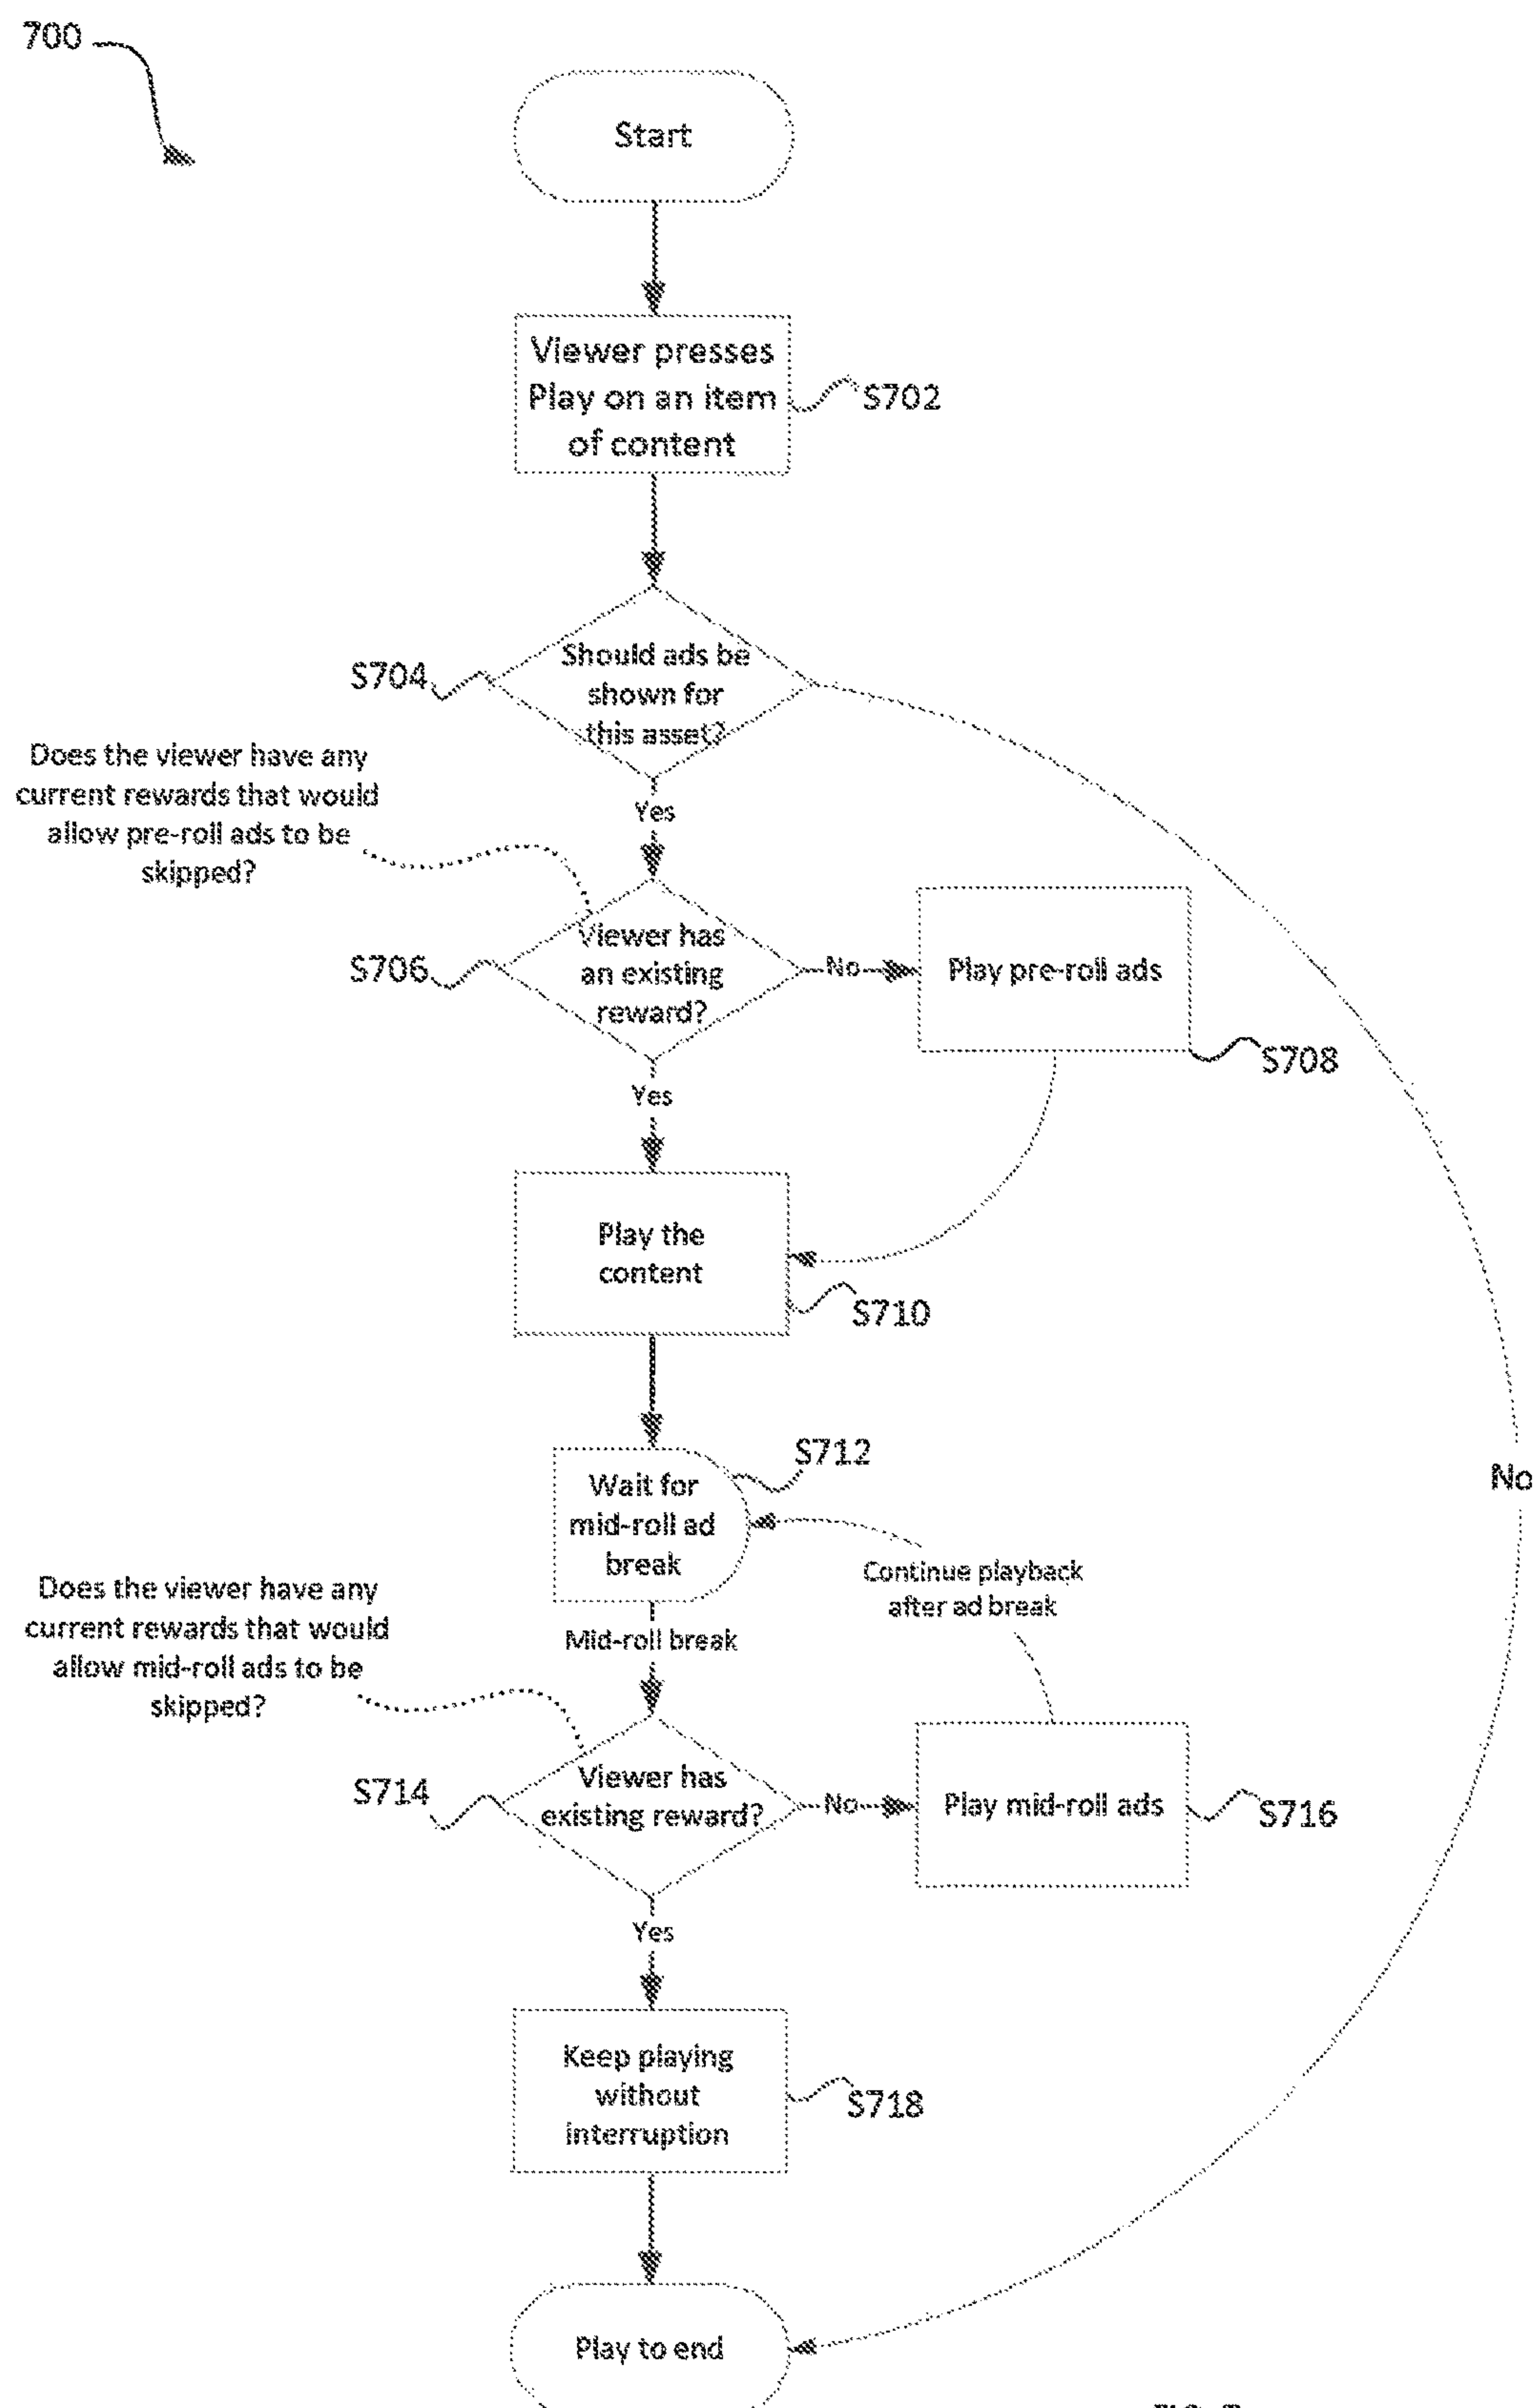 700
Start
Viewer presses
Play on an item
of content
S702
Should ads be
shown for
this asset?
S704
Yes
No
Does the viewer have any
current rewards that would
allow pre-roll ads to be
skipped?
Viewer has
an existing
reward?
S706
No
Play pre-roll ads
S708
Yes
Play the
content
S710
Wait for
mid-roll ad
break
S712
Continue playback
after ad break
Mid-roll break
Does the viewer have any
current rewards that would
allow mid-roll ads to be
skipped?
Viewer has
existing reward?
S714
No
Play mid-roll ads
S716
Yes
Keep playing
without
interruption
S718
Play to end